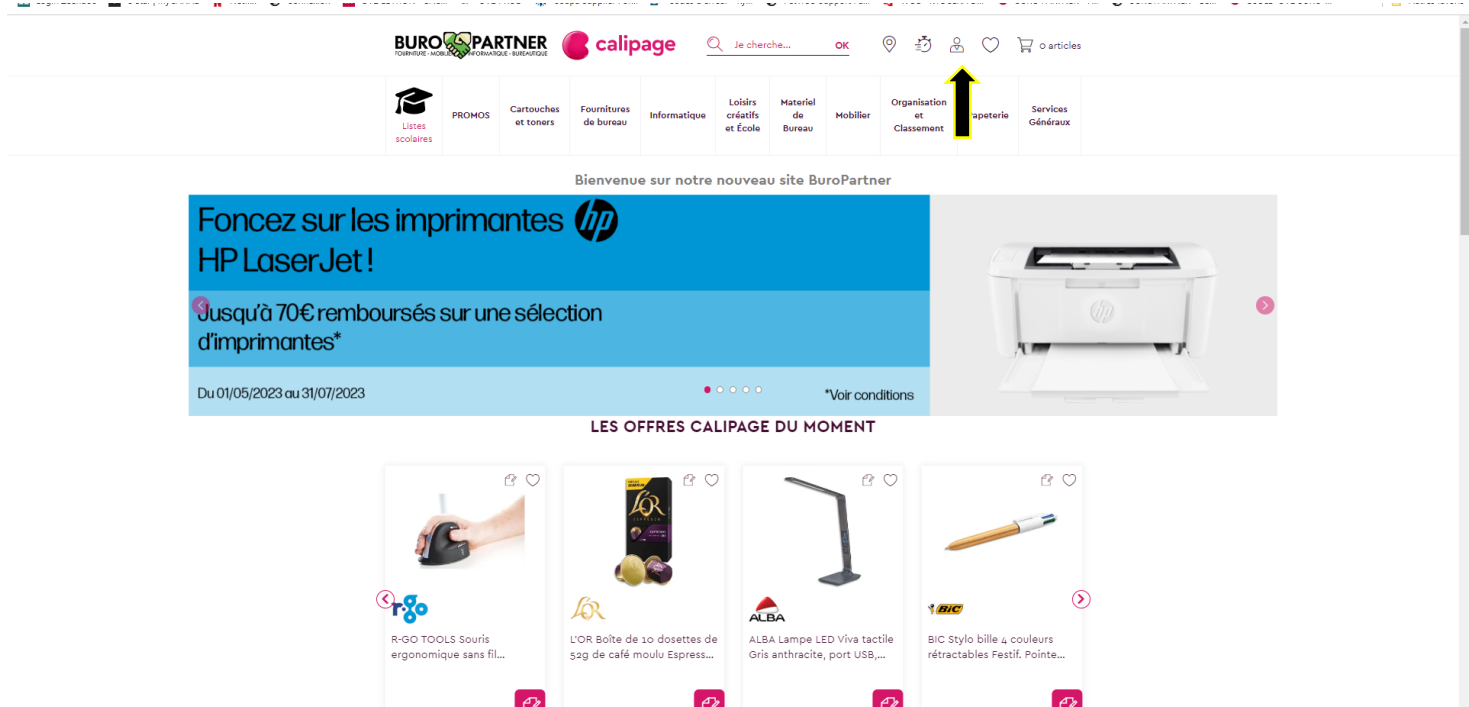 BURO PARTNER
calipage
Je cherche...
OK
0 articles
Listes
scolaires
PROMOS
Cartouches
et toners
Fournitures
de bureau
Informatique
Loisirs
créatifs
et École
Materiel
de
Bureau
Mobilier
Organisation
et
Classement
Services
Généraux
Bienvenue sur notre nouveau site BuroPartner
Foncez sur les imprimantes hp
HP LaserJet !
Jusqu'à 70€ remboursés sur une sélection
d'imprimantes*
Du 01/05/2023 au 31/07/2023
*Voir conditions
LES OFFRES CALIPAGE DU MOMENT
r-go
R-GO TOOLS Souris
ergonomique sans fil...
L'OR
L'OR Boîte de 10 dosettes de
52g de café moulu Espress...
ALBA
ALBA Lampe LED Viva tactile
Gris anthracite, port USB,...
BIC
BIC Stylo bille 4 couleurs
rétractables Festif. Pointe...